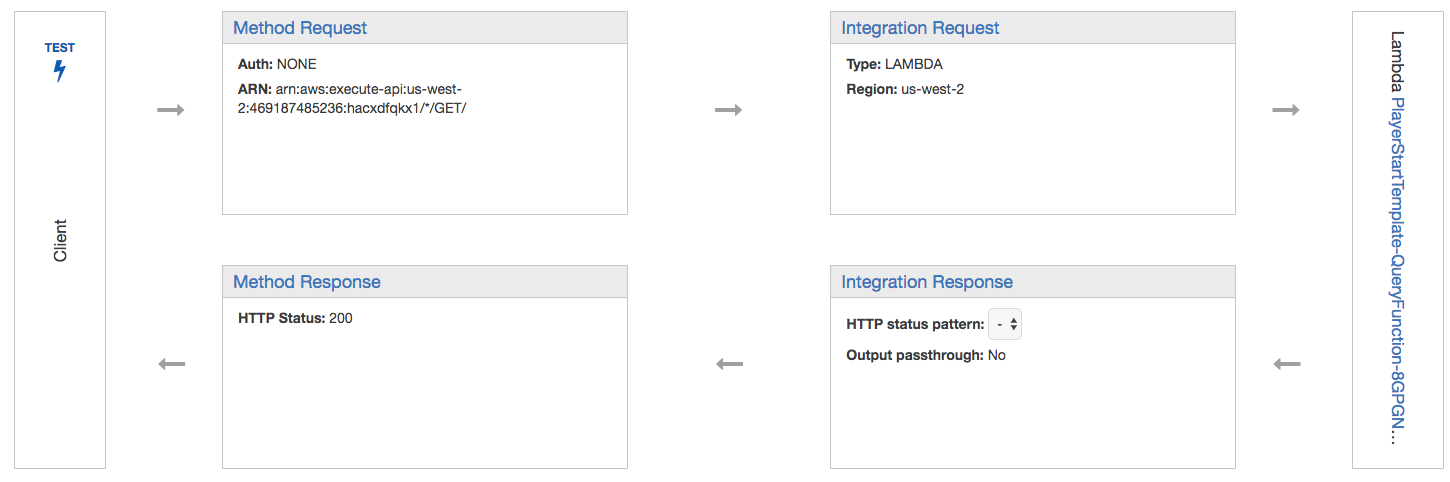 TEST
Client
Method Request
Auth: NONE
ARN: arn:aws:execute-api:us-west-
2:469187485236:hacxdfqkx1/*/GET/
Integration Request
Type: LAMBDA
Region: us-west-2
Lambda PlayerStartTemplate-QueryFunction-8GPGN…
Method Response
HTTP Status: 200
Integration Response
HTTP status pattern: -
Output passthrough: No